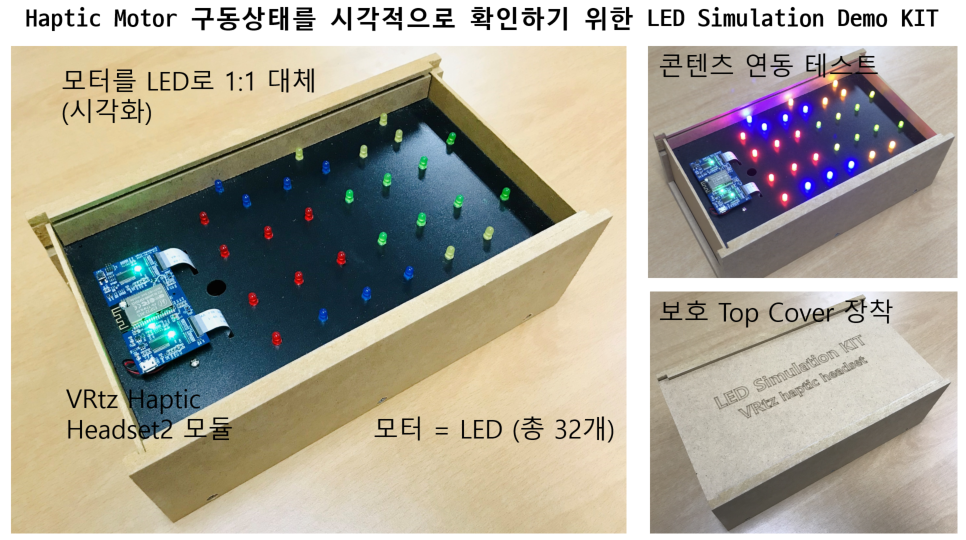 Haptic Motor 구동상태를 시각적으로 확인하기 위한 LED Simulation Demo KIT
모터를 LED로 1:1 대체
(시각화)
VRtz Haptic
Headset2 모듈
모터 = LED (총 32개)
콘텐츠 연동 테스트
보호 Top Cover 장착
LED Simulation KIT
VRtz haptic headset